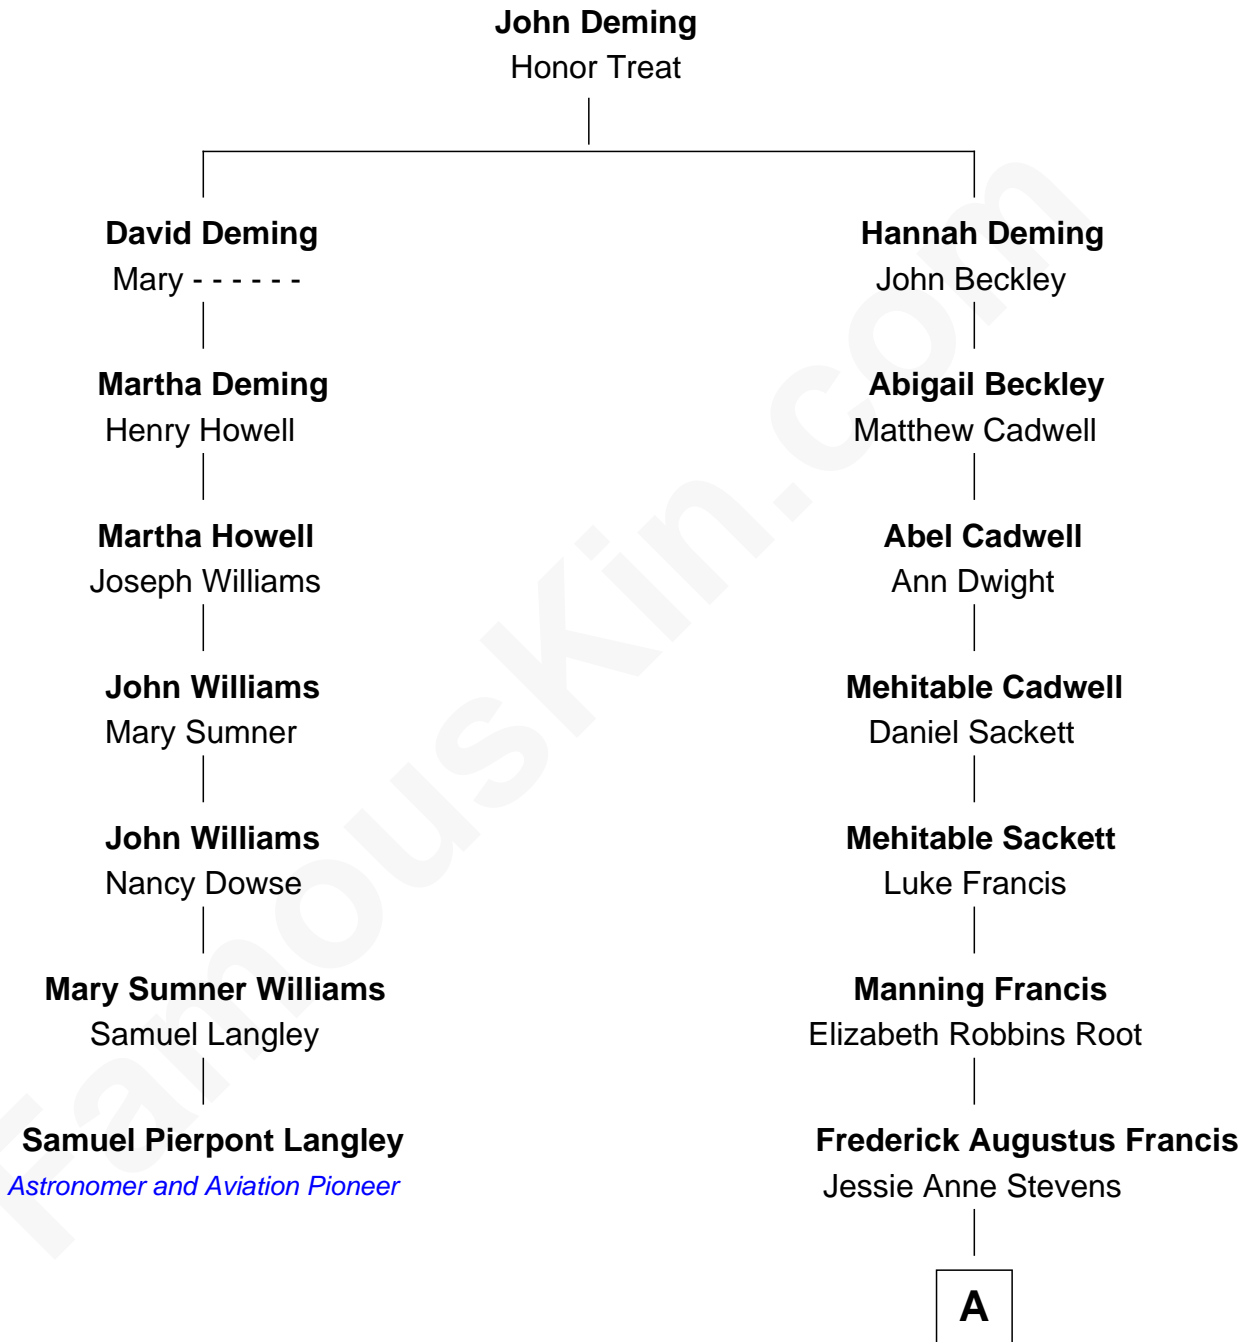 John Deming
Honor Treat
David Deming
Mary - - - - - -
Hannah Deming
John Beckley
Martha Deming
Henry Howell
Abigail Beckley
Matthew Cadwell
Martha Howell
Joseph Williams
Abel Cadwell
Ann Dwight
John Williams
Mary Sumner
Mehitable Cadwell
Daniel Sackett
John Williams
Nancy Dowse
Mehitable Sackett
Luke Francis
Mary Sumner Williams
Samuel Langley
Manning Francis
Elizabeth Robbins Root
Samuel Pierpont Langley
Astronomer and Aviation Pioneer
Frederick Augustus Francis
Jessie Anne Stevens
A
FamousKin.com